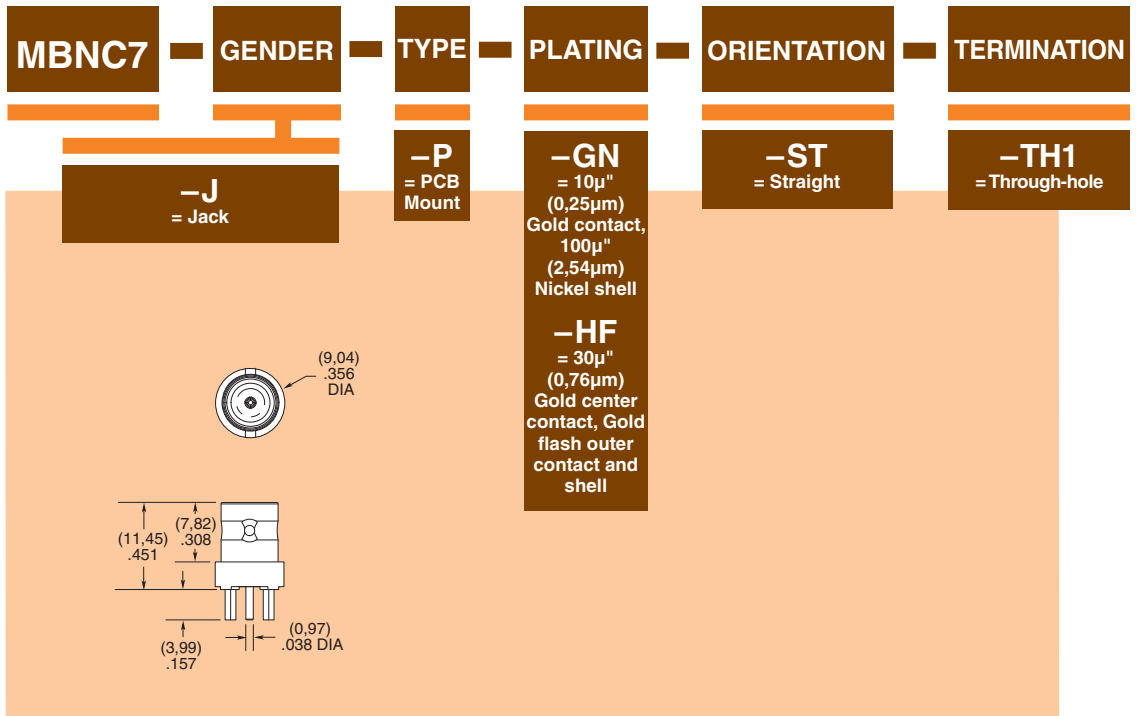 MBNC7 – GENDER – TYPE – PLATING – ORIENTATION – TERMINATION
–J
= Jack
–P
= PCB
Mount
–GN
= 10µ"
(0,25µm)
Gold contact,
100µ"
(2,54µm)
Nickel shell
–HF
= 30µ"
(0,76µm)
Gold center
contact, Gold
flash outer
contact and
shell
–ST
= Straight
–TH1
= Through-hole
(9,04)
.356
DIA
(7,82)
.308
(11,45)
.451
(3,99)
.157
(0,97)
.038 DIA